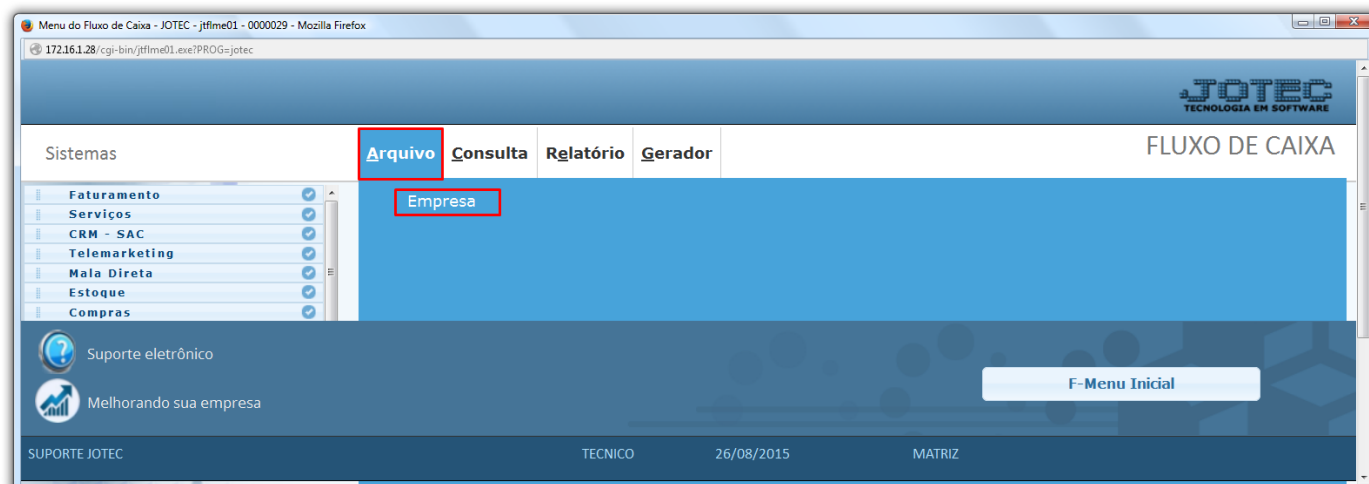 Menu do Fluxo de Caixa - JOTEC - jtflme01 - 0000029 - Mozilla Firefox
172.16.1.28/cgi-bin/jtflme01.exe?PROG=jotec
JOTEC
TECNOLOGIA EM SOFTWARE
Sistemas
Arquivo Consulta Relatório Gerador
FLUXO DE CAIXA
Faturamento
Serviços
CRM - SAC
Telemarketing
Mala Direta
Estoque
Compras
Empresa
Suporte eletrônico
Melhorando sua empresa
F-Menu Inicial
SUPORTE JOTEC TECNICO 26/08/2015 MATRIZ